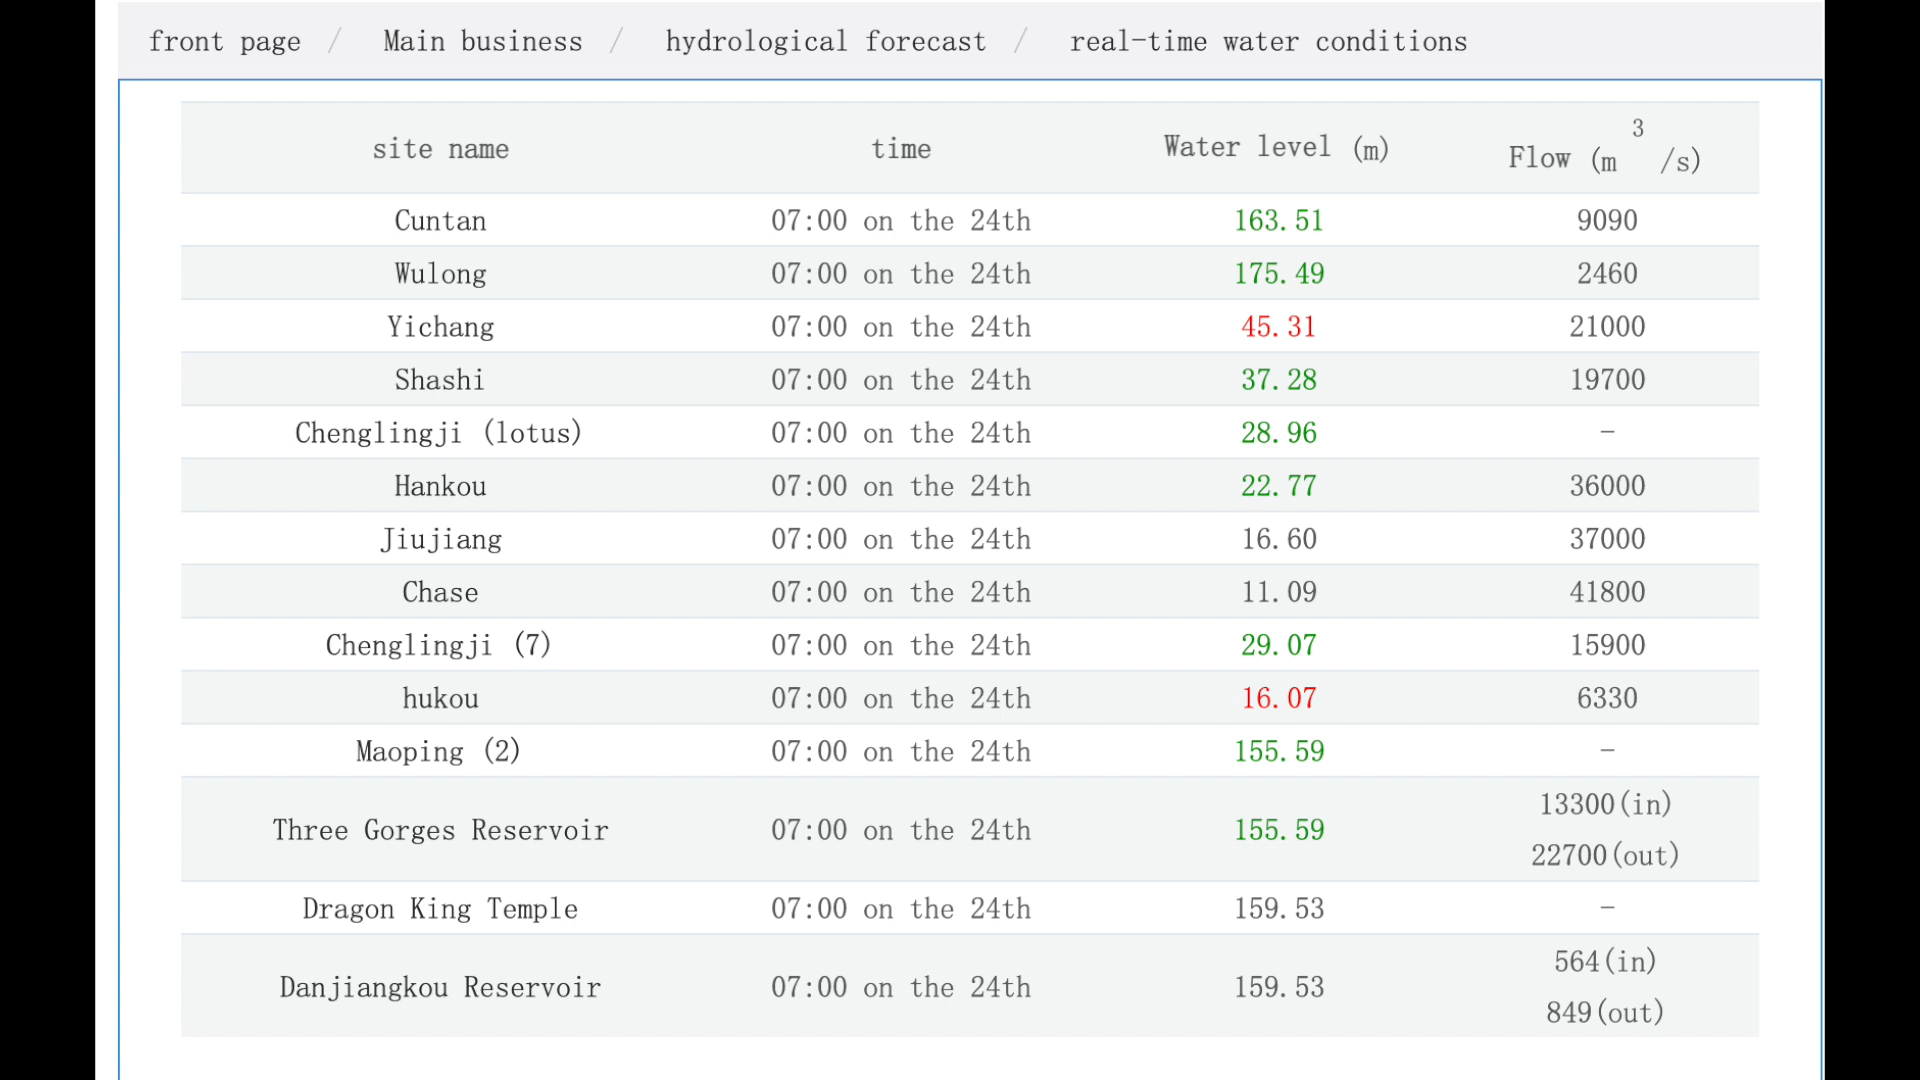 front page / Main business / hydrological forecast / real-time water conditions
site name time Water level (m) Flow (m³/s)
Cuntan 07:00 on the 24th 163.51 9090
Wulong 07:00 on the 24th 175.49 2460
Yichang 07:00 on the 24th 45.31 21000
Shashi 07:00 on the 24th 37.28 19700
Chenglingji (lotus) 07:00 on the 24th 28.96 -
Hankou 07:00 on the 24th 22.77 36000
Jiujiang 07:00 on the 24th 16.60 37000
Chase 07:00 on the 24th 11.09 41800
Chenglingji (7) 07:00 on the 24th 29.07 15900
hukou 07:00 on the 24th 16.07 6330
Maoping (2) 07:00 on the 24th 155.59 -
Three Gorges Reservoir 07:00 on the 24th 155.59 13300(in)
22700(out)
Dragon King Temple 07:00 on the 24th 159.53 -
Danjiangkou Reservoir 07:00 on the 24th 159.53 564(in)
849(out)